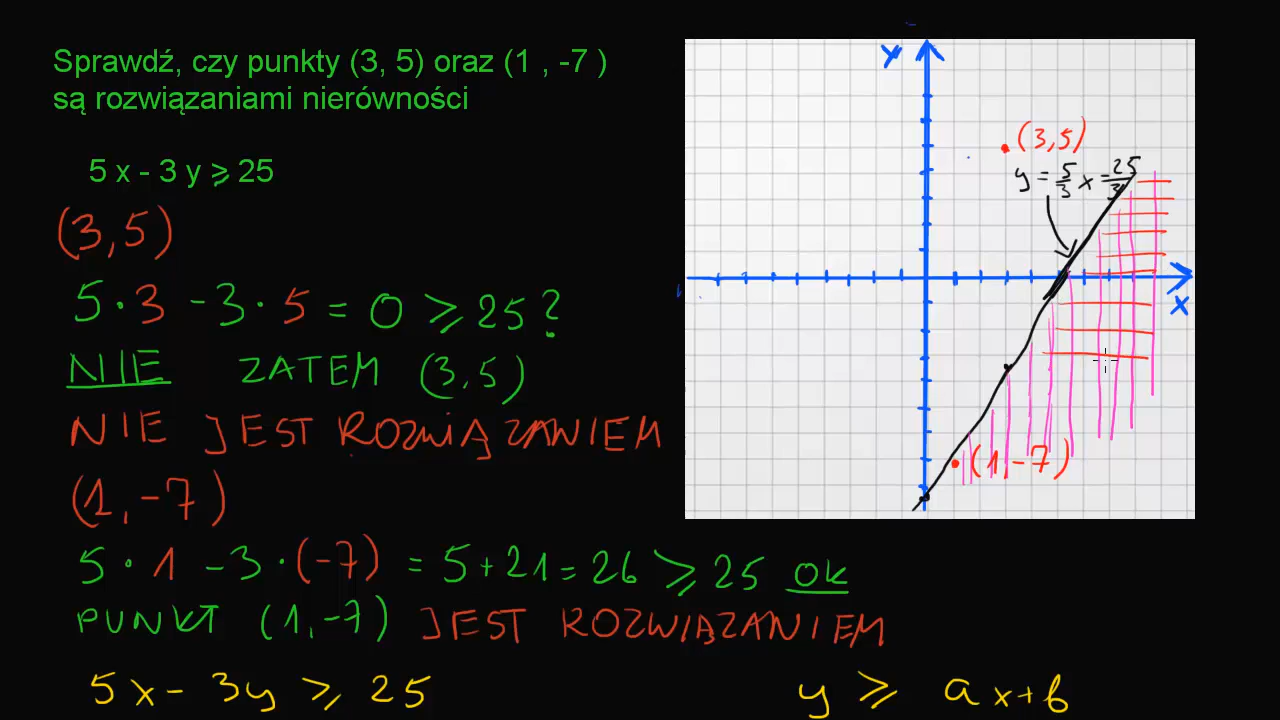 Sprawdź, czy punkty (3, 5) oraz (1 , -7 )
są rozwiązaniami nierówności
5 x - 3 y ⩾ 25
(3,5)
5·3 -3·5 = 0 ⩾ 25?
NIE ZATEM (3,5)
NIE JEST ROZWIĄZANIEM
(1,-7)
5·1 -3·(-7) = 5+21=26 ⩾ 25 OK
PUNKT (1,-7) JEST ROZWIĄZANIEM
5x- 3y ⩾ 25
y ⩾ ax+b
y
(3,5)
y = 5/3 x - 25/3
x
(1,-7)